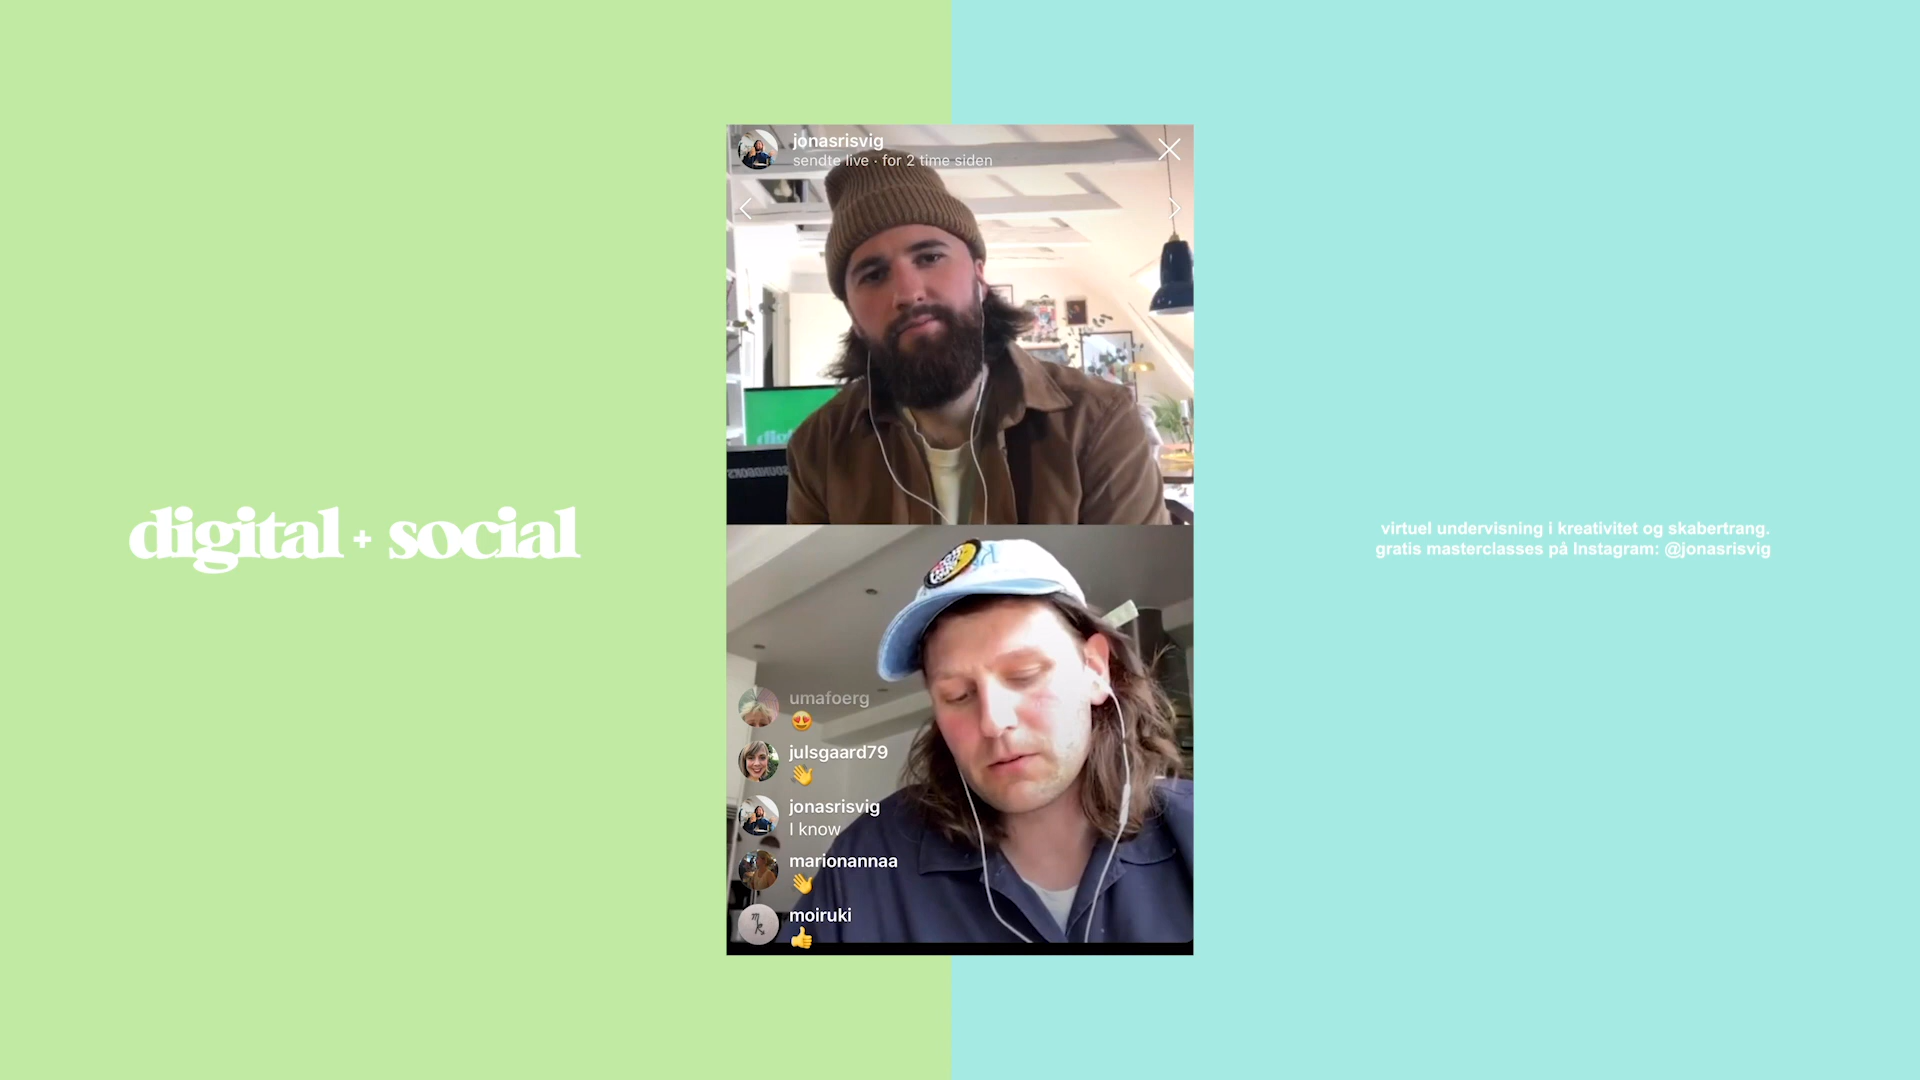 jonasrisvig
sendte live · for 2 time siden
digital + social
virtuel undervisning i kreativitet og skabertrang.
gratis masterclasses på Instagram: @jonasrisvig
SOUNDBOKS
umafoerg
😍
julsgaard79
👋
jonasrisvig
I know
marionannaa
👋
moiruki
👍